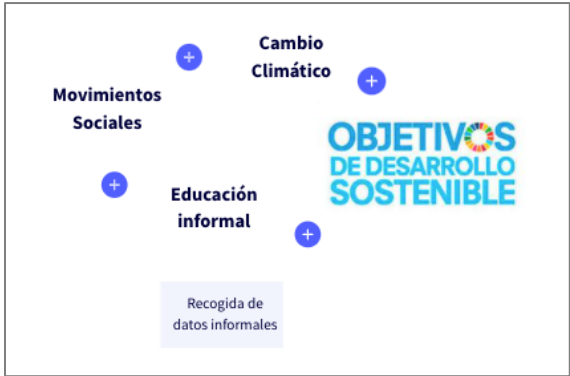 Cambio
Climático
Movimientos
Sociales
OBJETIVOS
DE DESARROLLO
SOSTENIBLE
Educación
informal
Recogida de
datos informales